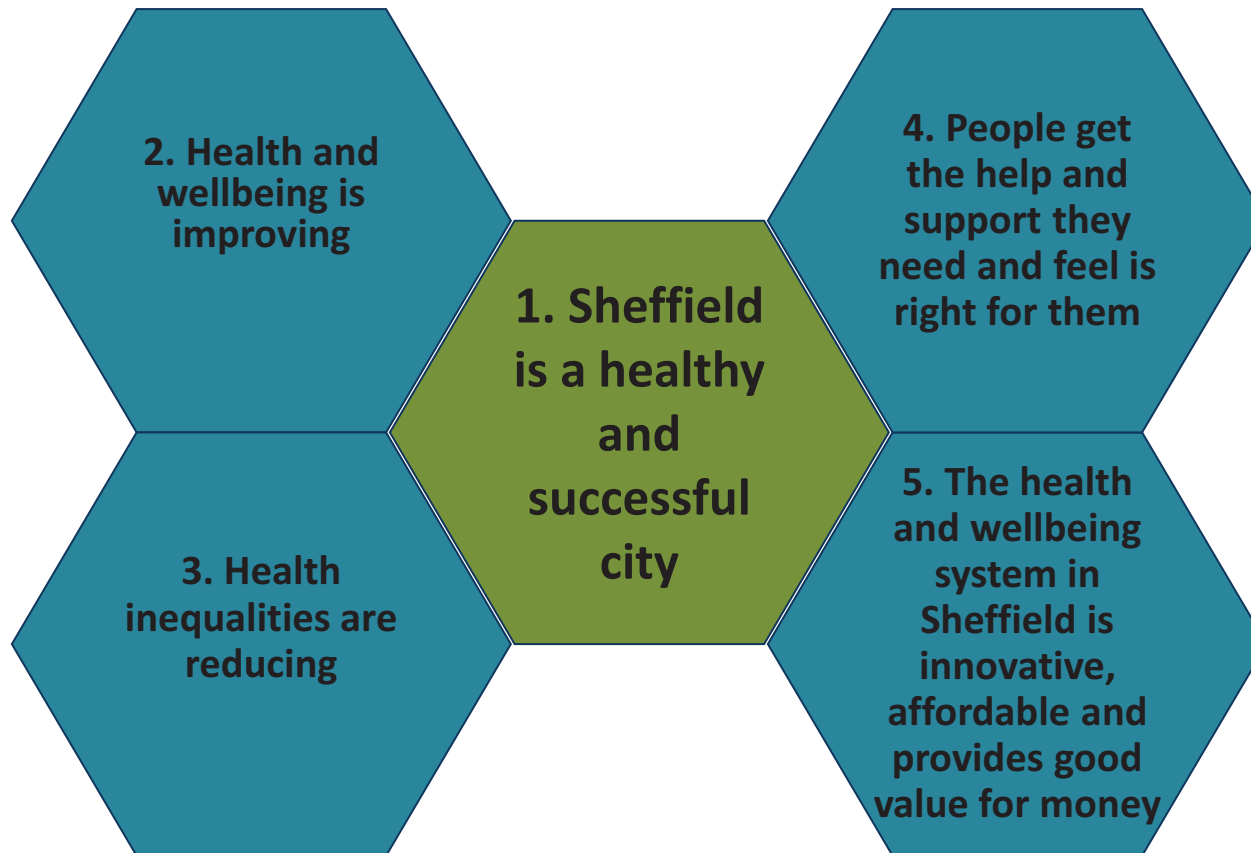 2. Health and
wellbeing is
improving
3. Health
inequalities are
reducing
1. Sheffield
is a healthy
and
successful
city
4. People get
the help and
support they
need and feel is
right for them
5. The health
and wellbeing
system in
Sheffield is
innovative,
affordable and
provides good
value for money